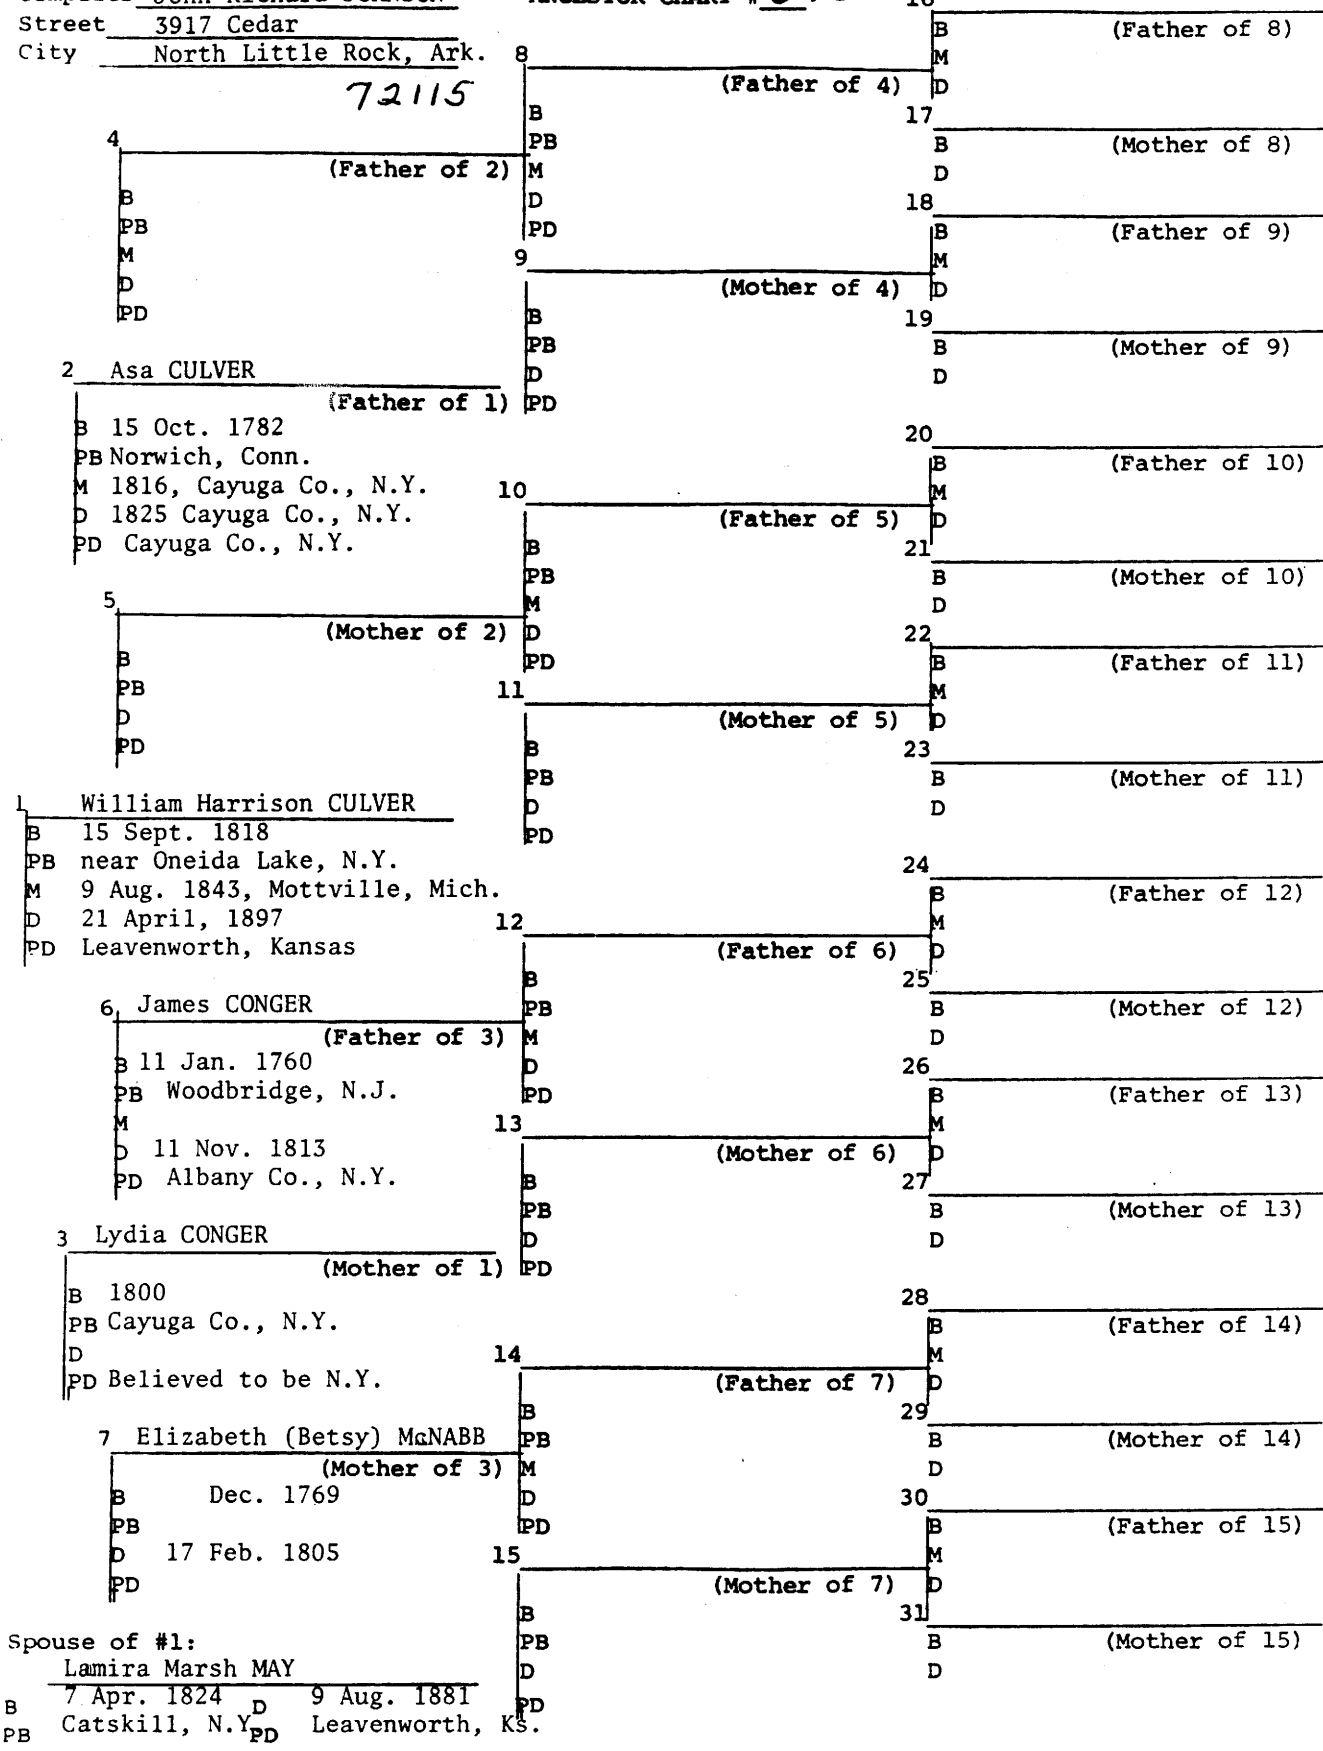 Street 3917 Cedar
City North Little Rock, Ark.
72115
ANCESTOR CHART #
4
(Father of 2)
B
PB
M
D
PD
2 Asa CULVER
(Father of 1)
B 15 Oct. 1782
PB Norwich, Conn.
M 1816, Cayuga Co., N.Y.
D 1825 Cayuga Co., N.Y.
PD Cayuga Co., N.Y.
5
(Mother of 2)
B
PB
D
PD
1 William Harrison CULVER
B 15 Sept. 1818
PB near Oneida Lake, N.Y.
M 9 Aug. 1843, Mottville, Mich.
D 21 April, 1897
PD Leavenworth, Kansas
6 James CONGER
(Father of 3)
B 11 Jan. 1760
PB Woodbridge, N.J.
M
D 11 Nov. 1813
PD Albany Co., N.Y.
3 Lydia CONGER
(Mother of 1)
B 1800
PB Cayuga Co., N.Y.
D
PD Believed to be N.Y.
7 Elizabeth (Betsy) McNABB
(Mother of 3)
B Dec. 1769
PB
D 17 Feb. 1805
PD
Spouse of #1:
Lamira Marsh MAY
B 7 Apr. 1824 D 9 Aug. 1881
PB Catskill, N.Y. PD Leavenworth, Ks.
8
(Father of 4)
B
PB
M
D
PD
9
(Mother of 4)
B
PB
D
PD
10
(Father of 5)
B
PB
M
D
PD
11
(Mother of 5)
B
PB
D
PD
12
(Father of 6)
B
PB
M
D
PD
13
(Mother of 6)
B
PB
D
PD
14
(Father of 7)
B
PB
M
D
PD
15
(Mother of 7)
B
PB
D
PD
16
B (Father of 8)
M
D
17
B (Mother of 8)
D
18
B (Father of 9)
M
D
19
B (Mother of 9)
D
20
B (Father of 10)
M
D
21
B (Mother of 10)
D
22
B (Father of 11)
M
D
23
B (Mother of 11)
D
24
B (Father of 12)
M
D
25
B (Mother of 12)
D
26
B (Father of 13)
M
D
27
B (Mother of 13)
D
28
B (Father of 14)
M
D
29
B (Mother of 14)
D
30
B (Father of 15)
M
D
31
B (Mother of 15)
D